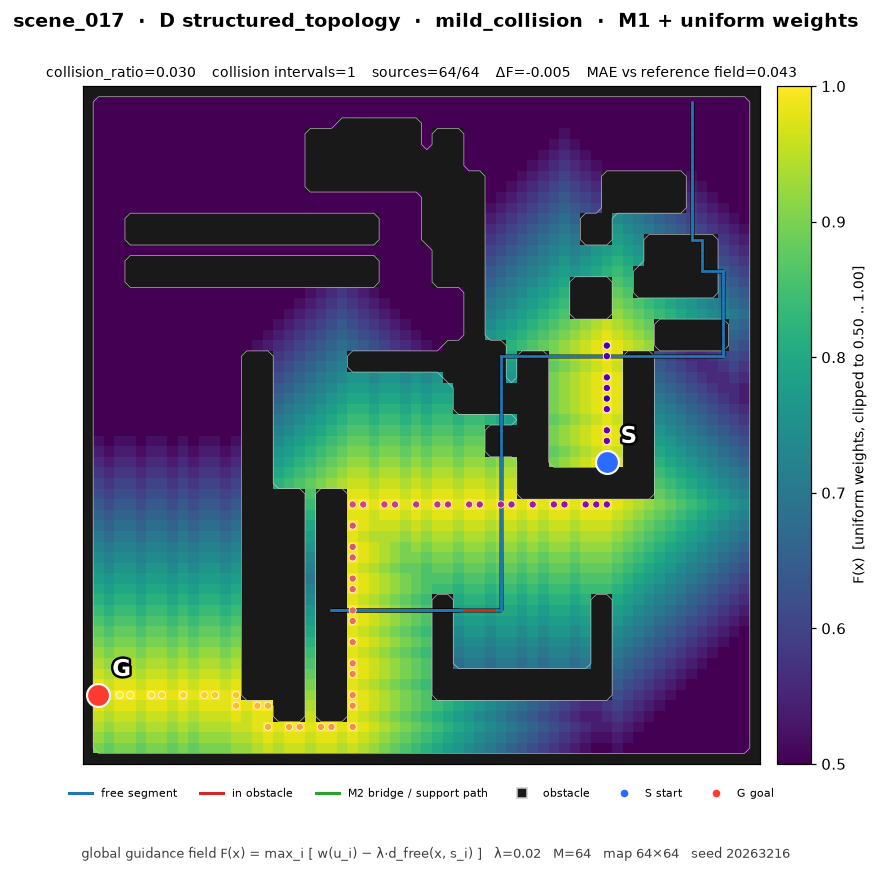 scene_017 · D structured_topology · mild_collision · M1 + uniform weights
collision_ratio=0.030 collision intervals=1 sources=64/64 ΔF=-0.005 MAE vs reference field=0.043
S
G
1.0
0.9
0.8
0.7
0.6
0.5
F(x) [uniform weights, clipped to 0.50 .. 1.00]
free segment
in obstacle
M2 bridge / support path
obstacle
S start
G goal
global guidance field F(x) = max_i [ w(u_i) − λ·d_free(x, s_i) ] λ=0.02 M=64 map 64×64 seed 20263216